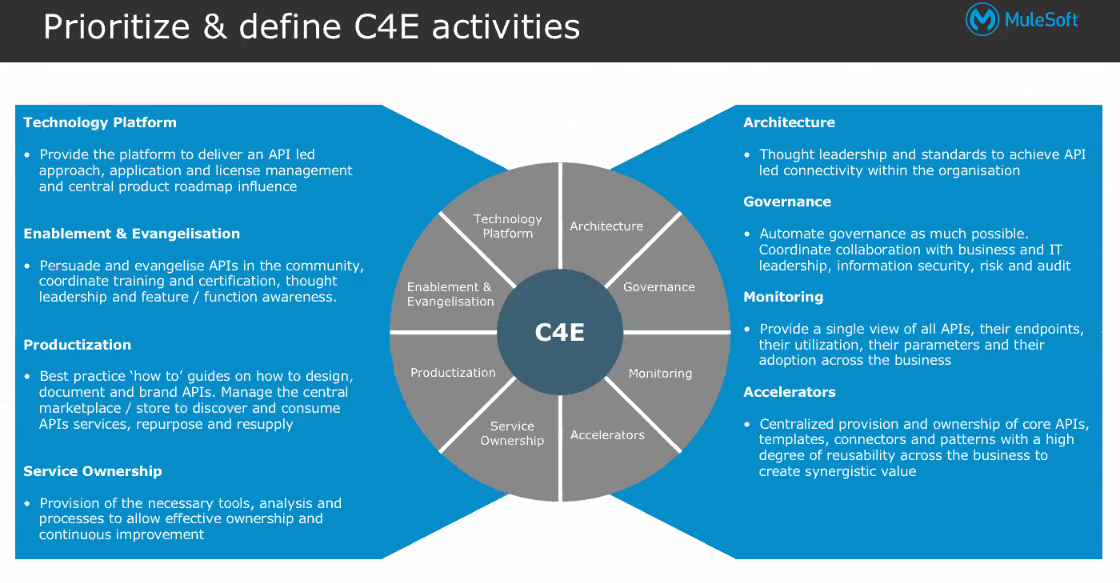 Prioritize & define C4E activities
MuleSoft
Technology Platform
• Provide the platform to deliver an API led
approach, application and license management
and central product roadmap influence
Enablement & Evangelisation
• Persuade and evangelise APIs in the community,
coordinate training and certification, thought
leadership and feature / function awareness.
Productization
• Best practice ‘how to’ guides on how to design,
document and brand APIs. Manage the central
marketplace / store to discover and consume
APIs services, repurpose and resupply
Service Ownership
• Provision of the necessary tools, analysis and
processes to allow effective ownership and
continuous improvement
Technology
Platform
Architecture
Enablement &
Evangelisation
Governance
C4E
Productization
Monitoring
Service
Ownership
Accelerators
Architecture
• Thought leadership and standards to achieve API
led connectivity within the organisation
Governance
• Automate governance as much possible.
Coordinate collaboration with business and IT
leadership, information security, risk and audit
Monitoring
• Provide a single view of all APIs, their endpoints,
their utilization, their parameters and their
adoption across the business
Accelerators
• Centralized provision and ownership of core APIs,
templates, connectors and patterns with a high
degree of reusability across the business to
create synergistic value